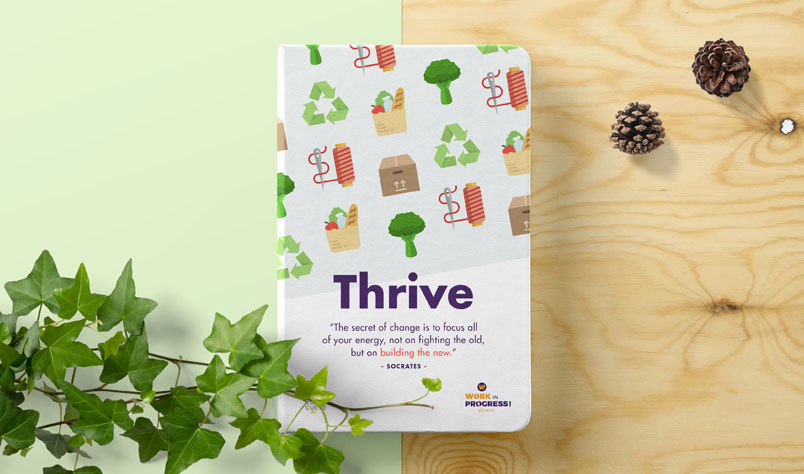 Thrive
“The secret of change is to focus all
of your energy, not on fighting the old,
but on building the new.”
- SOCRATES -
WORK IN
PROGRESS!